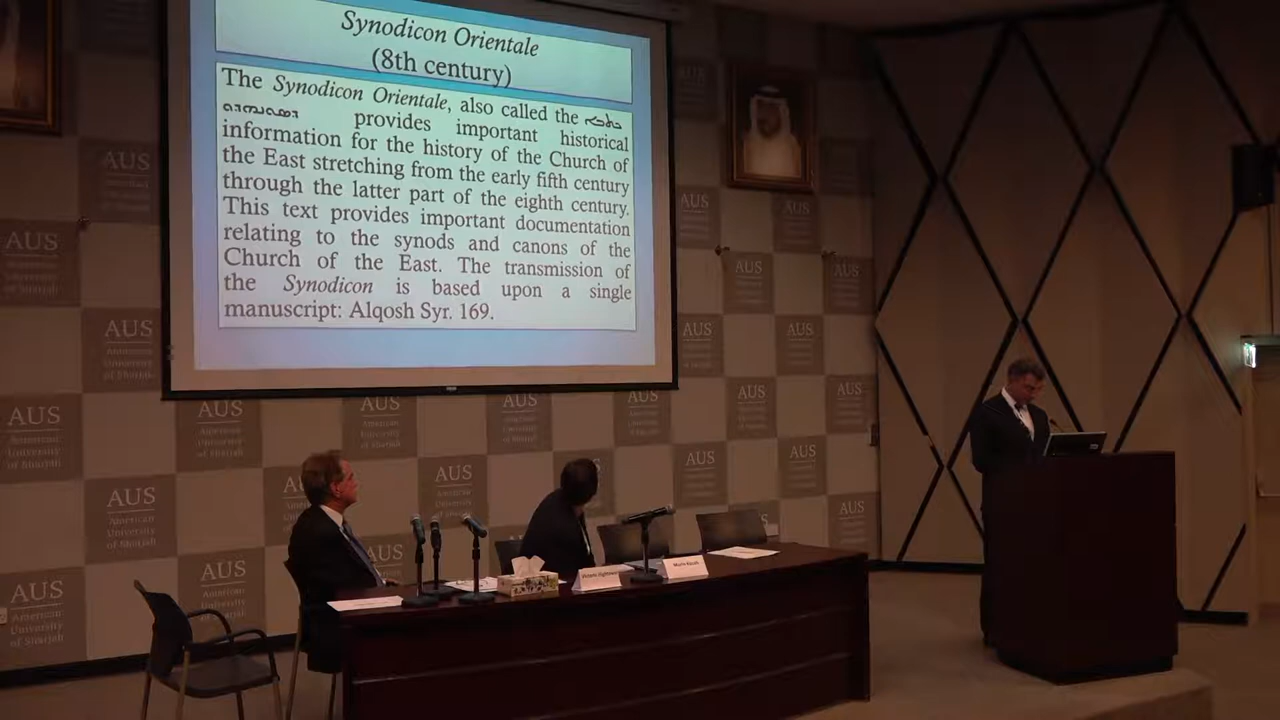 Synodicon Orientale
(8th century)
The Synodicon Orientale, also called the ܟܬܒܐ
ܕܣܘܢܗܕܘܣ provides important historical
information for the history of the Church of
the East stretching from the early fifth century
through the latter part of the eighth century.
This text provides important documentation
relating to the synods and canons of the
Church of the East. The transmission of
the Synodicon is based upon a single
manuscript: Alqosh Syr. 169.
AUS
American
University
of Sharjah